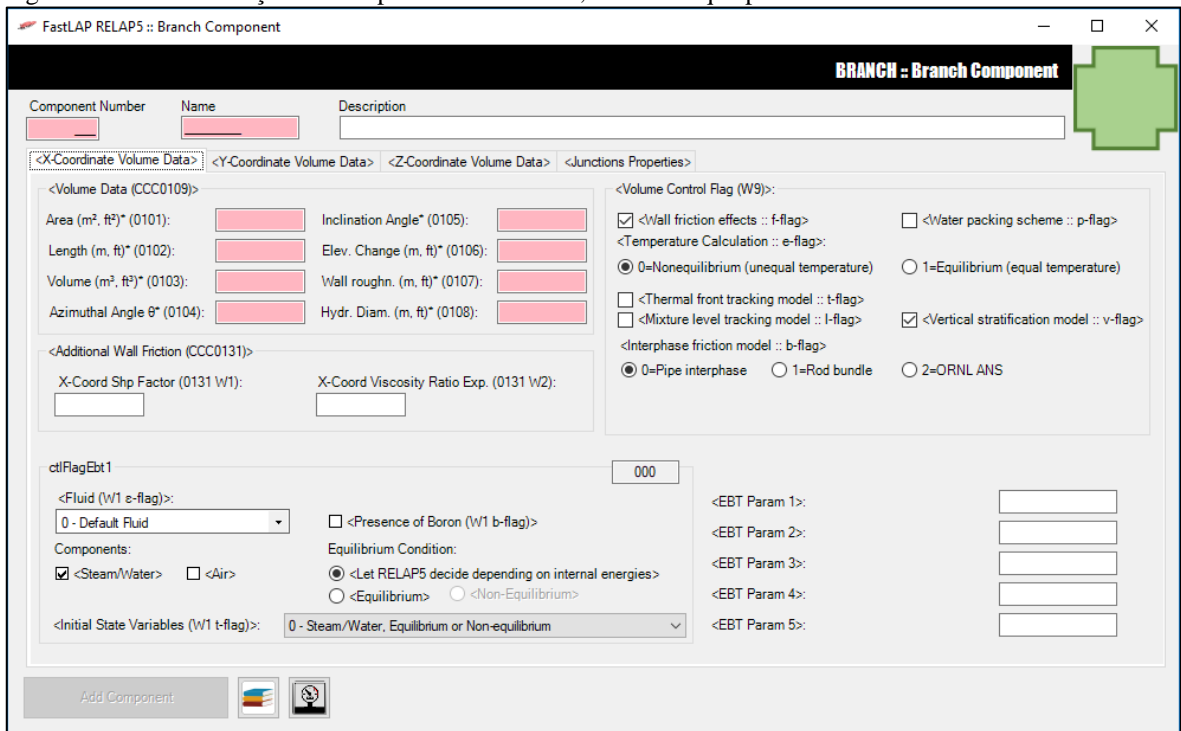 FastLAP RELAP5 :: Branch Component
BRANCH :: Branch Component
Component Number Name Description
<X-Coordinate Volume Data> <Y-Coordinate Volume Data> <Z-Coordinate Volume Data> <Junctions Properties>
<Volume Data (CCC0109)>
Area (m², ft²)* (0101): Inclination Angle* (0105):
Length (m, ft)* (0102): Elev. Change (m, ft)* (0106):
Volume (m³, ft³)* (0103): Wall roughn. (m, ft)* (0107):
Azimuthal Angle θ* (0104): Hydr. Diam. (m, ft)* (0108):
<Volume Control Flag (W9)>:
<Wall friction effects :: f-flag> <Water packing scheme :: p-flag>
<Temperature Calculation :: e-flag>:
0=Nonequilibrium (unequal temperature) 1=Equilibrium (equal temperature)
<Thermal front tracking model :: t-flag>
<Mixture level tracking model :: l-flag> <Vertical stratification model :: v-flag>
<Interphase friction model :: b-flag>
0=Pipe interphase 1=Rod bundle 2=ORNL ANS
<Additional Wall Friction (CCC0131)>
X-Coord Shp Factor (0131 W1): X-Coord Viscosity Ratio Exp. (0131 W2):
ctlFlagEbt1 000
<Fluid (W1 ε-flag)>:
0 - Default Fluid <Presence of Boron (W1 b-flag)>
Components: Equilibrium Condition:
<Steam/Water> <Air> <Let RELAP5 decide depending on internal energies>
<Equilibrium> <Non-Equilibrium>
<Initial State Variables (W1 t-flag)>: 0 - Steam/Water, Equilibrium or Non-equilibrium
<EBT Param 1>:
<EBT Param 2>:
<EBT Param 3>:
<EBT Param 4>:
<EBT Param 5>:
Add Component